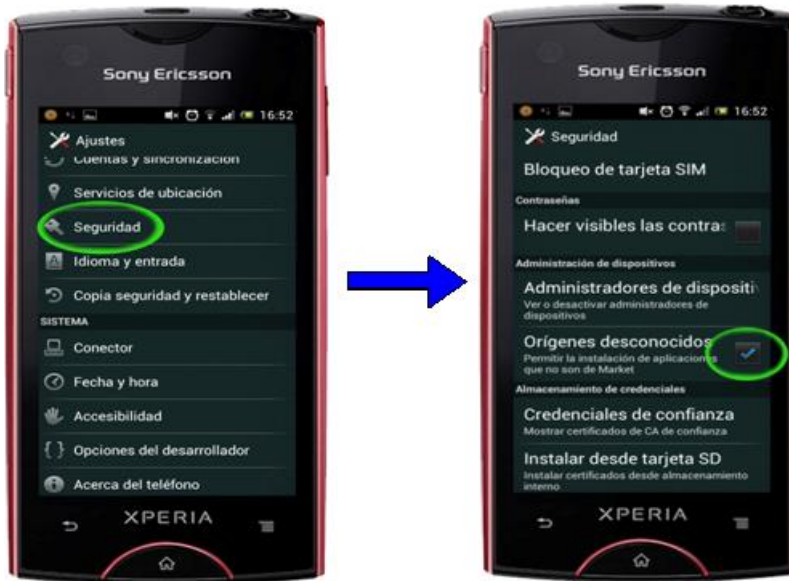 Sony Ericsson
16:52
Ajustes
Cuentas y sincronización
Servicios de ubicación
Seguridad
Idioma y entrada
Copia seguridad y restablecer
SISTEMA
Conector
Fecha y hora
Accesibilidad
Opciones del desarrollador
Acerca del teléfono
XPERIA
Sony Ericsson
16:52
Seguridad
Bloqueo de tarjeta SIM
Contraseñas
Hacer visibles las contra
Administración de dispositivos
Administradores de dispositi
Ver o desactivar administradores de
dispositivos
Orígenes desconocidos
Permitir la instalación de aplicaciones
que no son de Market
Almacenamiento de credenciales
Credenciales de confianza
Mostrar certificados de CA de confianza
Instalar desde tarjeta SD
Instalar certificados desde almacenamiento
interno
XPERIA